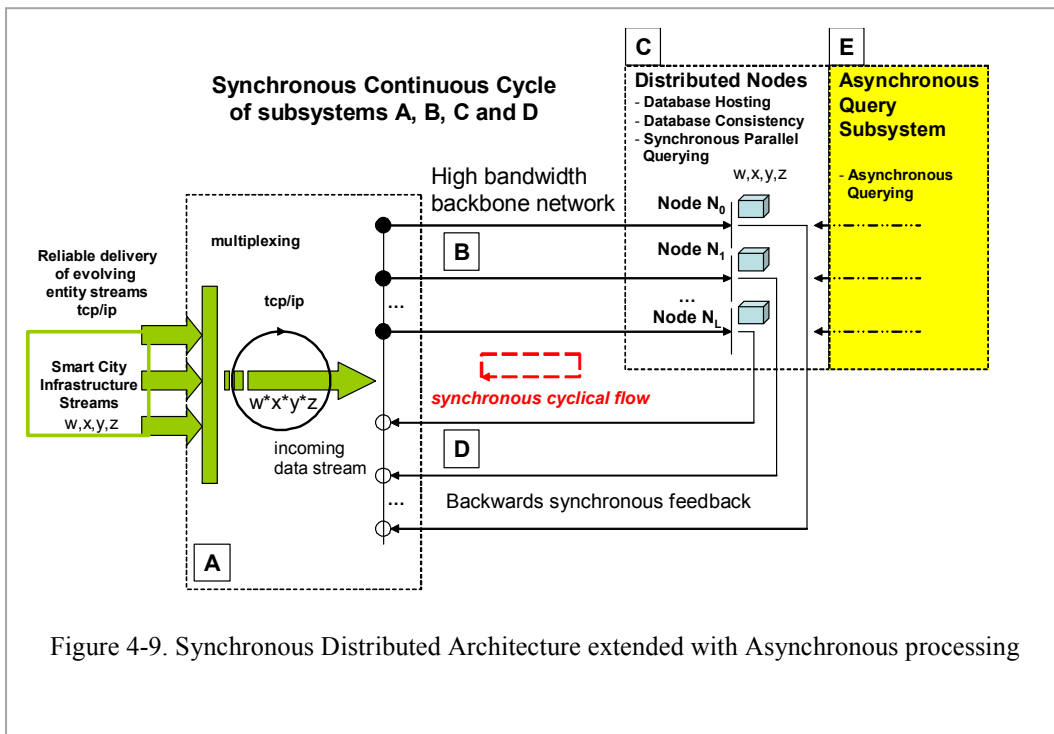 Synchronous Continuous Cycle
of subsystems A, B, C and D
C
E
Distributed Nodes
- Database Hosting
- Database Consistency
- Synchronous Parallel
Querying
w,x,y,z
Asynchronous
Query
Subsystem
- Asynchronous
Querying
High bandwidth
backbone network
B
Node N0
Node N1
...
Node NL
Reliable delivery
of evolving
entity streams
tcp/ip
Smart City
Infrastructure
Streams
w,x,y,z
multiplexing
tcp/ip
w*x*y*z
incoming
data stream
...
...
synchronous cyclical flow
D
Backwards synchronous feedback
A
Figure 4-9. Synchronous Distributed Architecture extended with Asynchronous processing